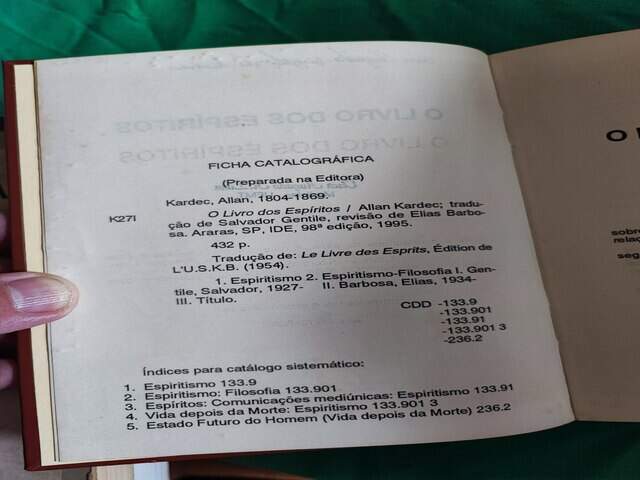 FICHA CATALOGRÁFICA
(Preparada na Editora)
Kardec, Allan, 1804-1869.
K27l O Livro dos Espíritos / Allan Kardec; tradu-
ção de Salvador Gentile, revisão de Elias Barbo-
sa. Araras, SP, IDE, 98ª edição, 1995.
432 p.
Tradução de: Le Livre des Esprits, Édition de
L'U.S.K.B. (1954).
1. Espiritismo 2. Espiritismo-Filosofia I. Gen-
tile, Salvador, 1927- II. Barbosa, Elias, 1934-
III. Título.
CDD -133.9
-133.901
-133.91
-133.901 3
-236.2
Índices para catálogo sistemático:
1. Espiritismo 133.9
2. Espiritismo: Filosofia 133.901
3. Espíritos: Comunicações mediúnicas: Espiritismo 133.91
4. Vida depois da Morte: Espiritismo 133.901 3
5. Estado Futuro do Homem (Vida depois da Morte) 236.2
O
sobre